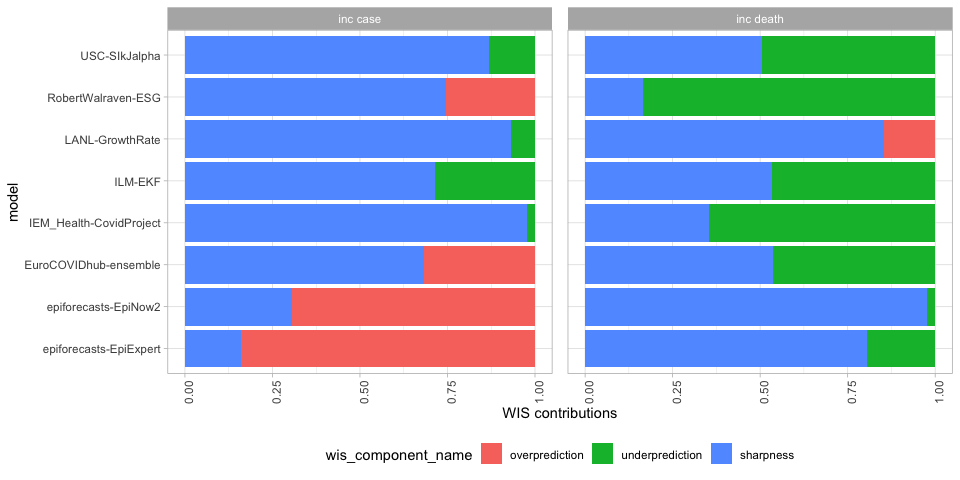 inc case
inc death
USC-SIkJalpha
RobertWalraven-ESG
LANL-GrowthRate
ILM-EKF
IEM_Health-CovidProject
EuroCOVIDhub-ensemble
epiforecasts-EpiNow2
epiforecasts-EpiExpert
model
0.00 0.25 0.50 0.75 1.00
0.00 0.25 0.50 0.75 1.00
WIS contributions
wis_component_name overprediction underprediction sharpness